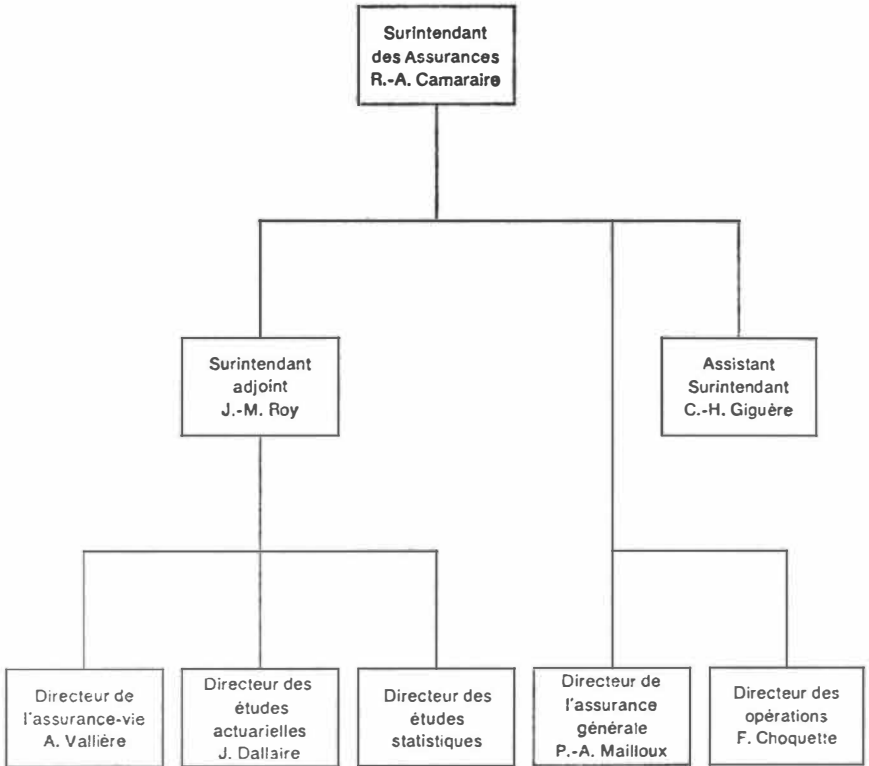 Surintendant
des Assurances
R.-A. Camaraire
Surintendant
adjoint
J.-M. Roy
Assistant
Surintendant
C.-H. Giguère
Directeur de
l'assurance-vie
A. Vallière
Directeur des
études
actuarielles
J. Dallaire
Directeur des
études
statistiques
Directeur de
l'assurance
générale
P.-A. Mailloux
Directeur des
opérations
F. Choquette